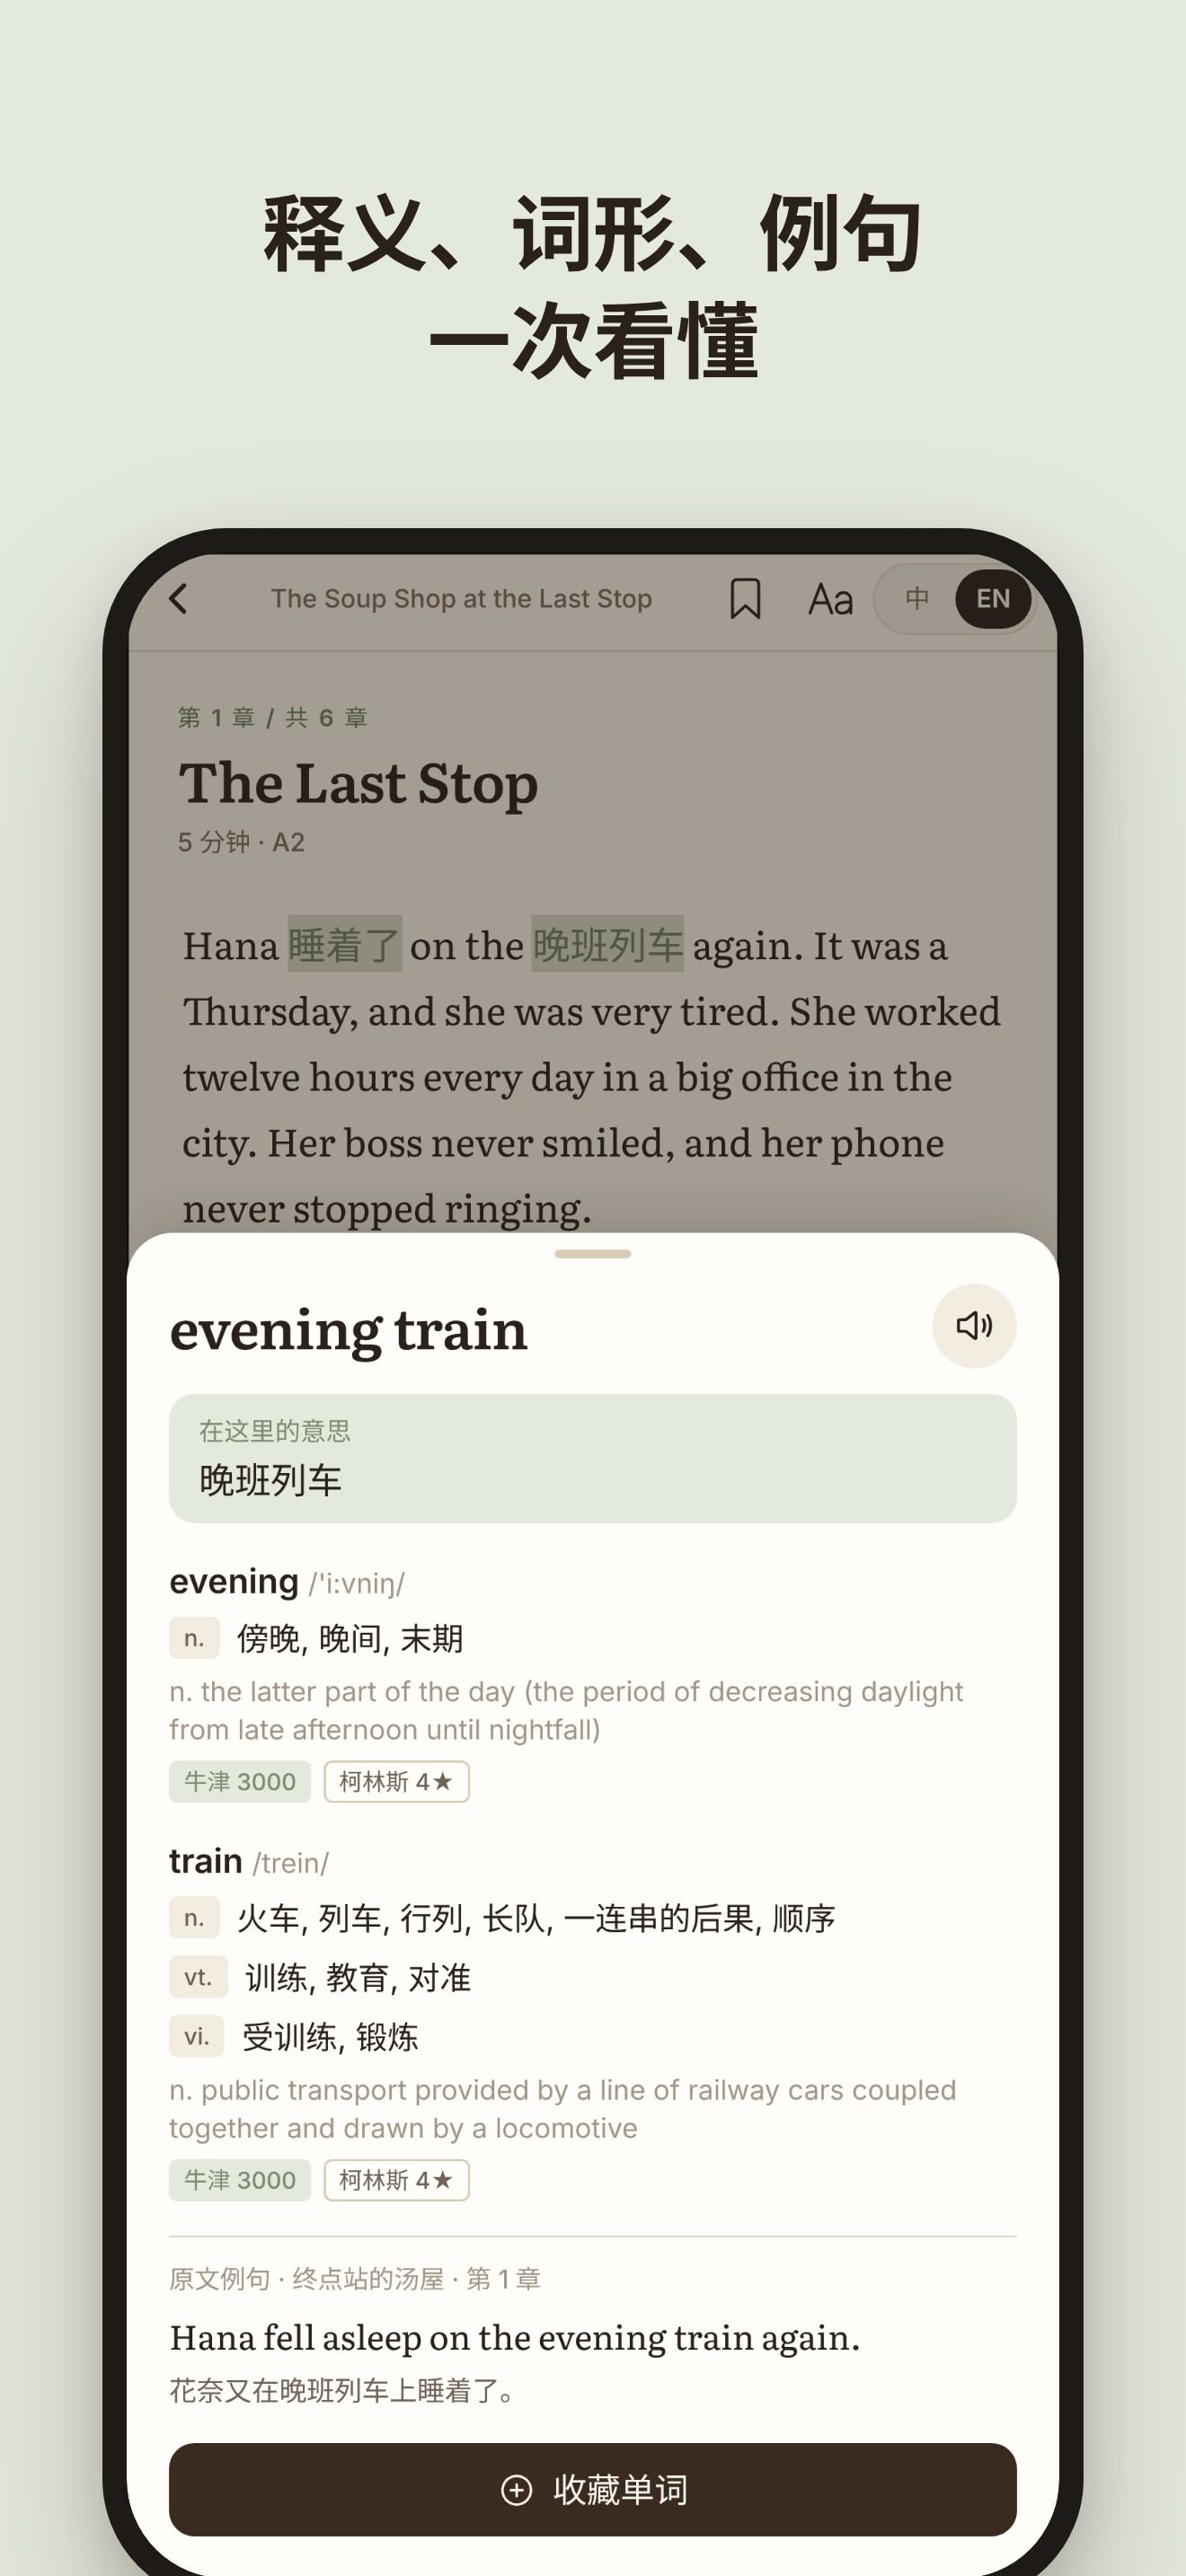 释义、词形、例句
一次看懂
The Soup Shop at the Last Stop
Aa
中
EN
第 1 章 / 共 6 章
The Last Stop
5 分钟 · A2
Hana 睡着了 on the 晚班列车 again. It was a
Thursday, and she was very tired. She worked
twelve hours every day in a big office in the
city. Her boss never smiled, and her phone
never stopped ringing.
evening train
在这里的意思
晚班列车
evening /'i:vniŋ/
n. 傍晚, 晚间, 末期
n. the latter part of the day (the period of decreasing daylight
from late afternoon until nightfall)
牛津 3000 柯林斯 4★
train /trein/
n. 火车, 列车, 行列, 长队, 一连串的后果, 顺序
vt. 训练, 教育, 对准
vi. 受训练, 锻炼
n. public transport provided by a line of railway cars coupled
together and drawn by a locomotive
牛津 3000 柯林斯 4★
原文例句 · 终点站的汤屋 · 第 1 章
Hana fell asleep on the evening train again.
花奈又在晚班列车上睡着了。
收藏单词